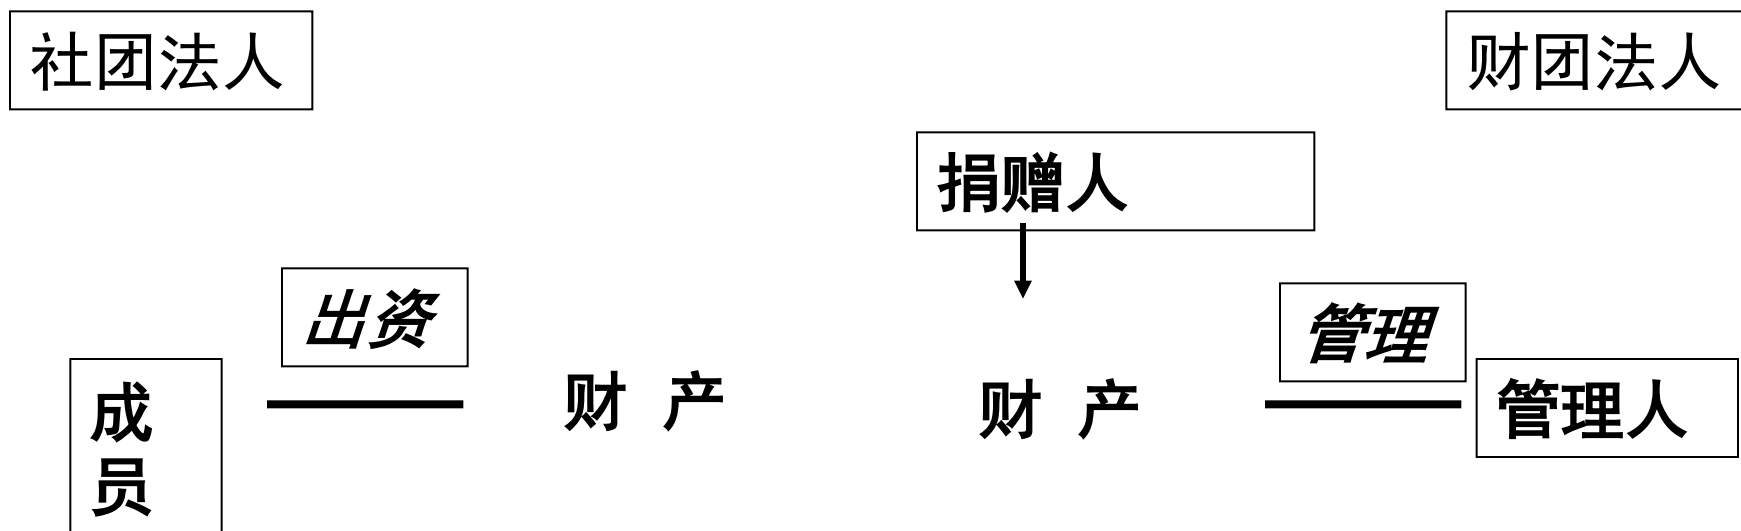 社团法人
财团法人
捐赠人
出资
管理
成
员
财 产
财 产
管理人